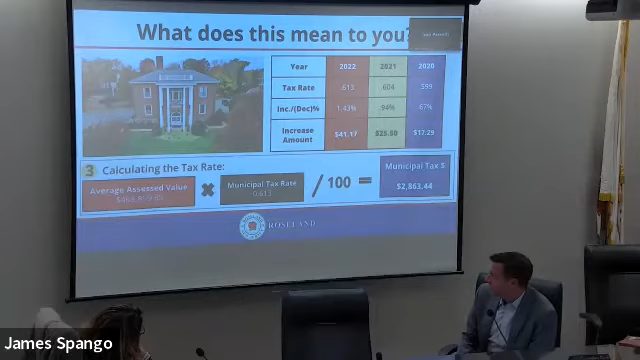 What does this mean to you?
Year 2022 2021 2020
Tax Rate .613 .604 .599
Inc./(Dec)% 1.43% .94% .67%
Increase Amount $41.17 $17.29
3 Calculating the Tax Rate:
Average Assessed Value × Municipal Tax Rate 0.613 / 100 = Municipal Tax $ $2,863.44
ROSELAND
James Spango